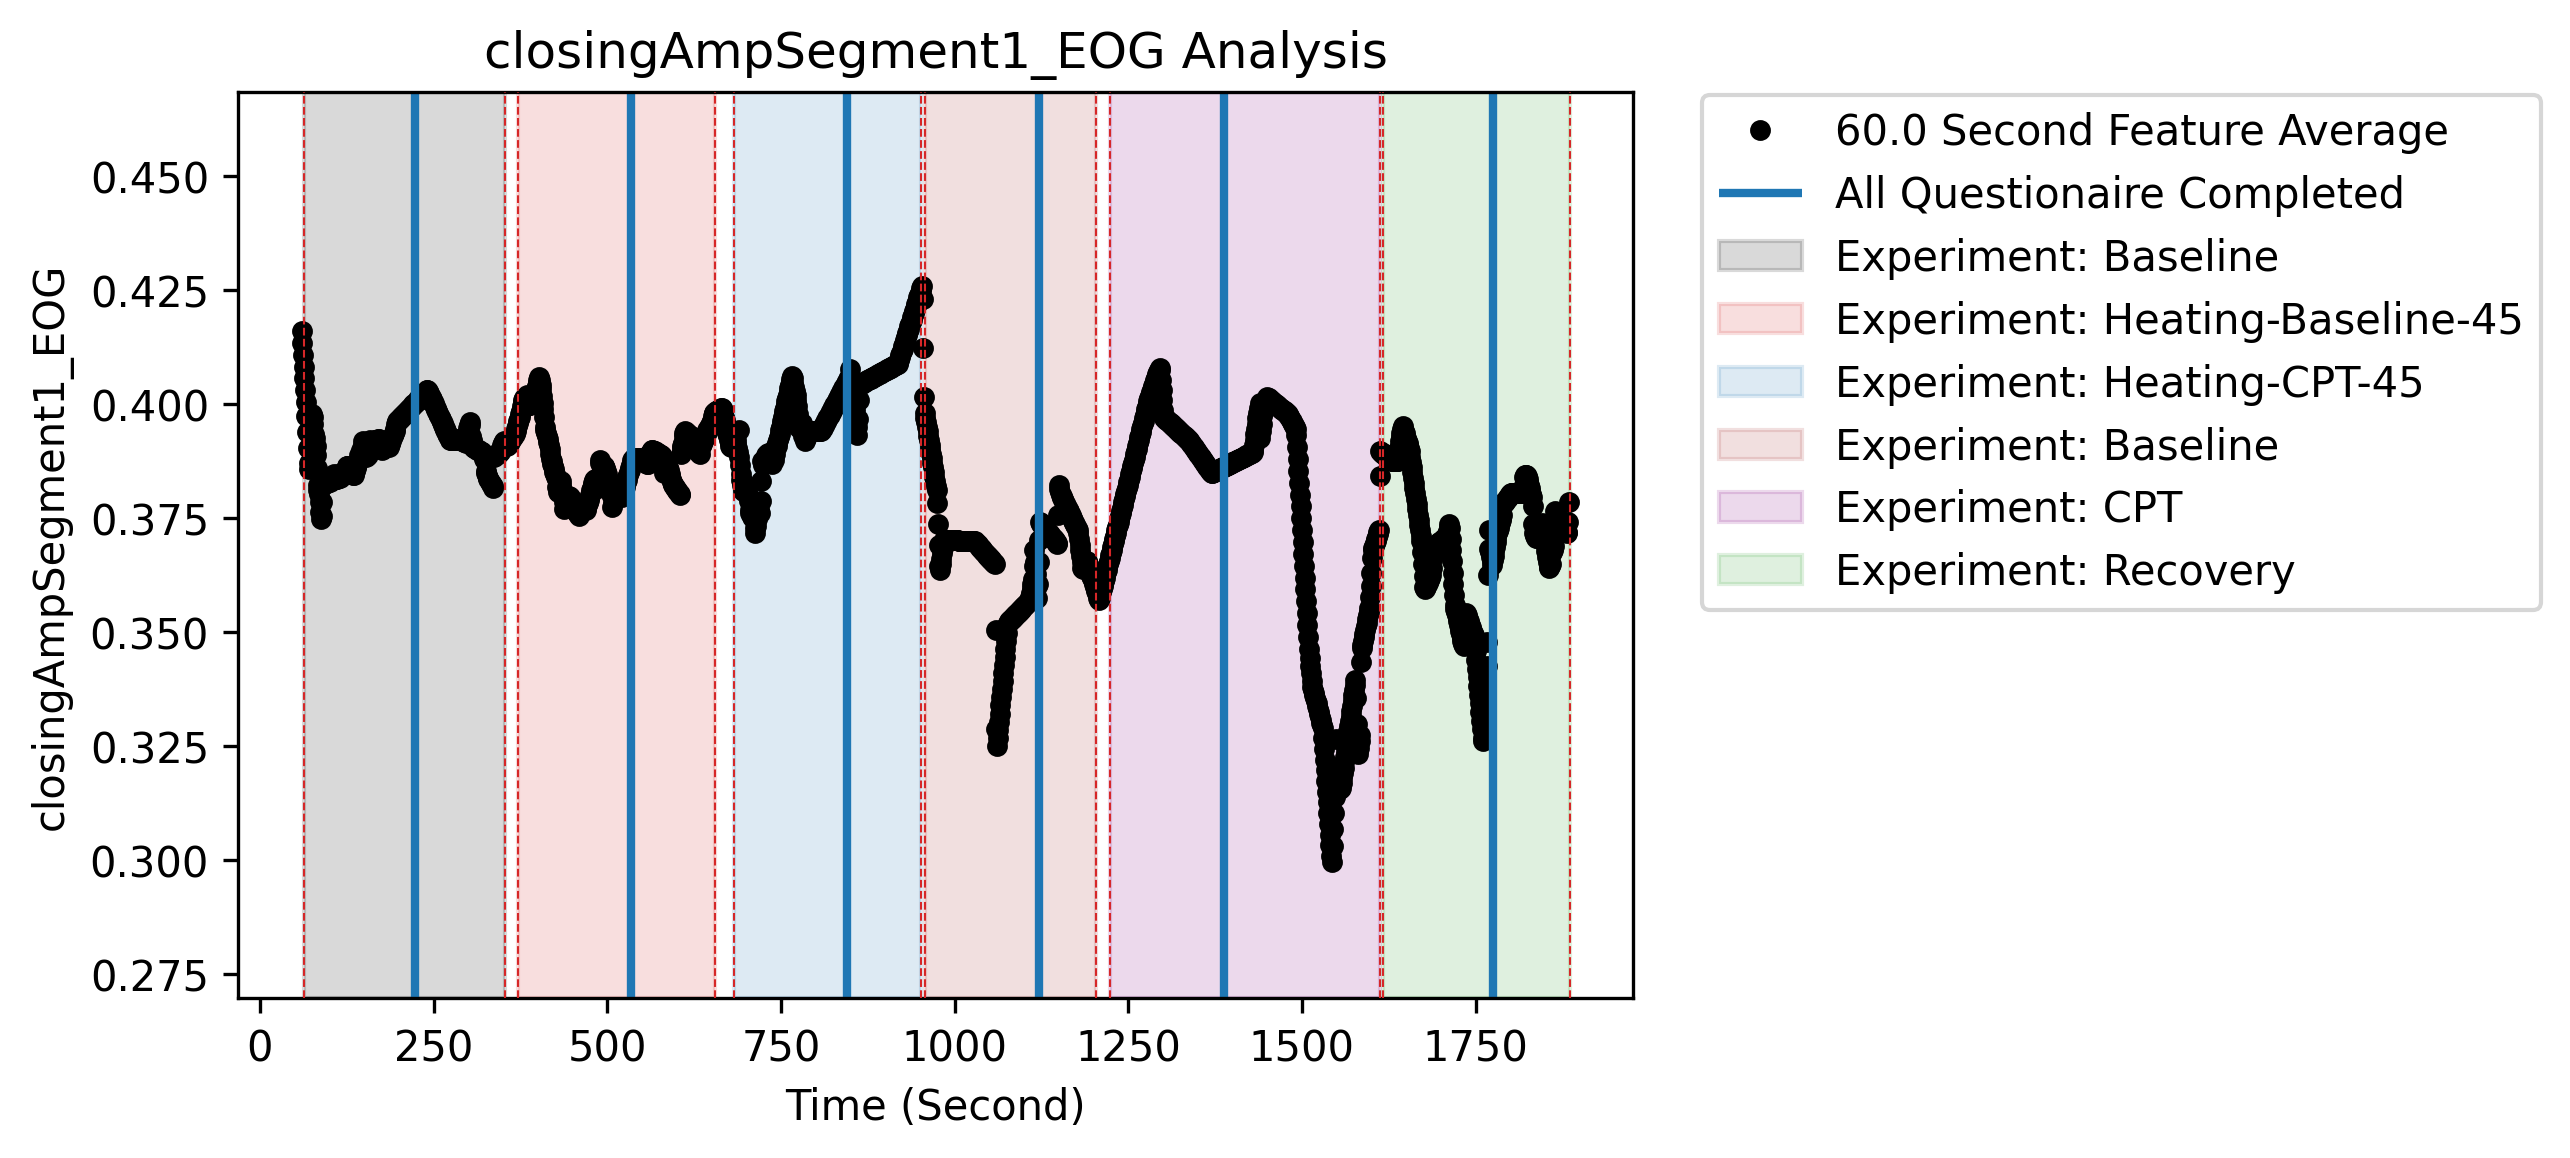 closingAmpSegment1_EOG Analysis
closingAmpSegment1_EOG
0.450
0.425
0.400
0.375
0.350
0.325
0.300
0.275
0 250 500 750 1000 1250 1500 1750
Time (Second)
60.0 Second Feature Average
All Questionaire Completed
Experiment: Baseline
Experiment: Heating-Baseline-45
Experiment: Heating-CPT-45
Experiment: Baseline
Experiment: CPT
Experiment: Recovery